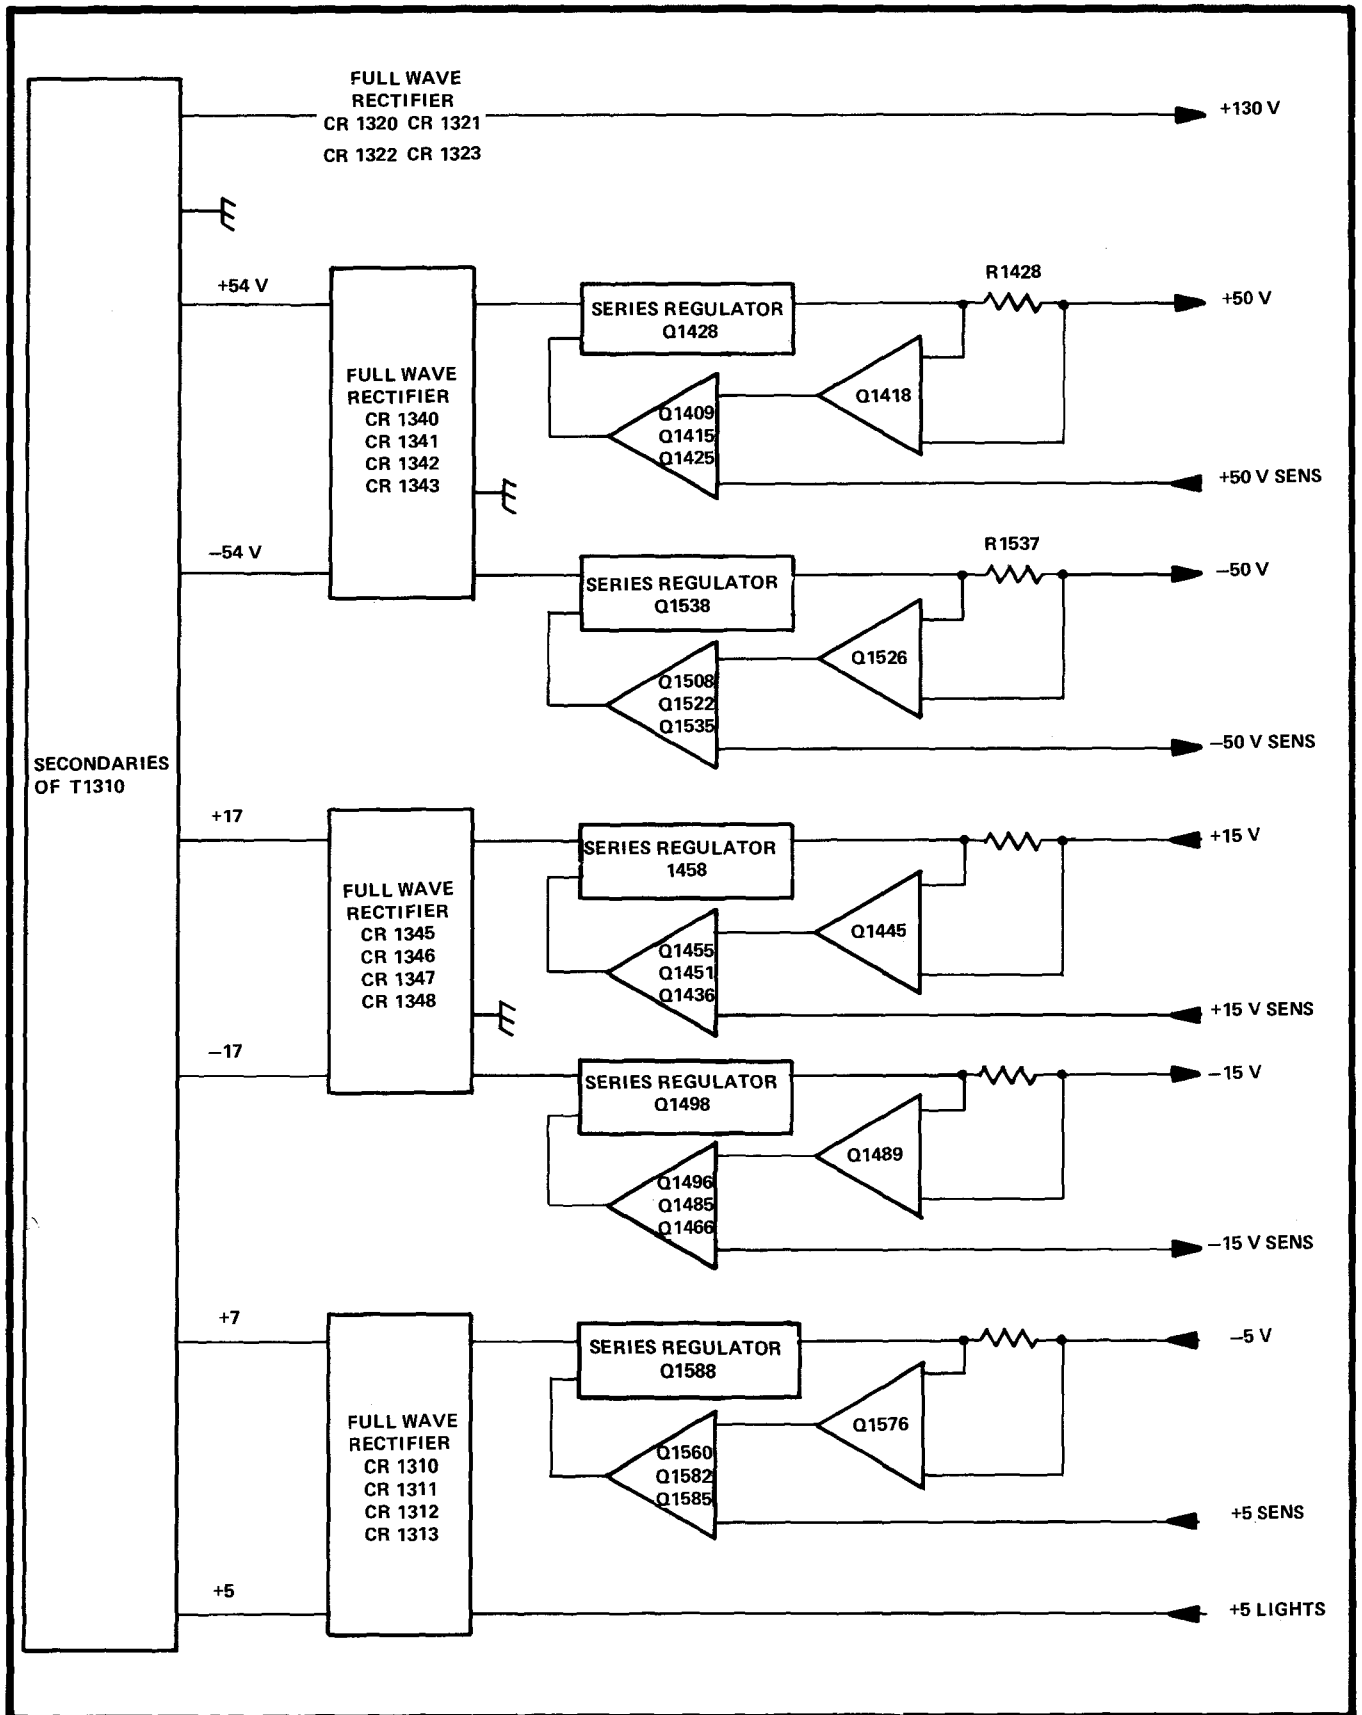 FULL WAVE
RECTIFIER
CR 1320 CR 1321
CR 1322 CR 1323
+130 V
+54 V
R1428
+50 V
SERIES REGULATOR
Q1428
FULL WAVE
RECTIFIER
CR 1340
CR 1341
CR 1342
CR 1343
Q1418
Q1409
Q1415
Q1425
+50 V SENS
−54 V
R1537
−50 V
SERIES REGULATOR
Q1538
Q1526
Q1508
Q1522
Q1535
−50 V SENS
SECONDARIES
OF T1310
+17
+15 V
SERIES REGULATOR
1458
FULL WAVE
RECTIFIER
CR 1345
CR 1346
CR 1347
CR 1348
Q1445
Q1455
Q1451
Q1436
+15 V SENS
−17
−15 V
SERIES REGULATOR
Q1498
Q1489
Q1496
Q1485
Q1466
−15 V SENS
+7
−5 V
SERIES REGULATOR
Q1588
FULL WAVE
RECTIFIER
CR 1310
CR 1311
CR 1312
CR 1313
Q1576
Q1560
Q1582
Q1585
+5 SENS
+5
+5 LIGHTS